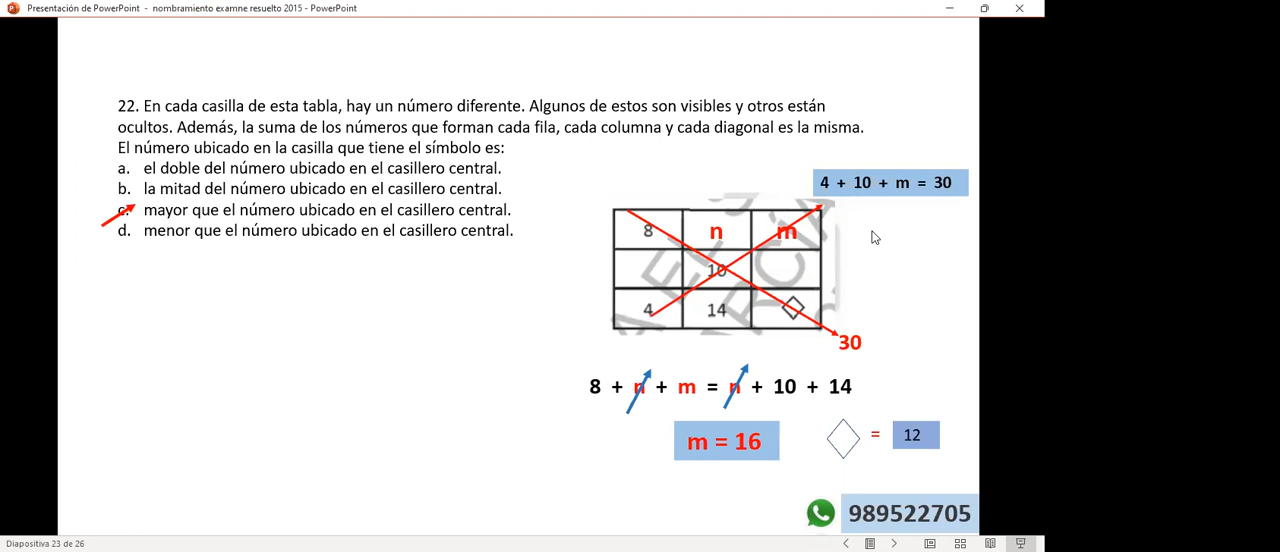 Presentación de PowerPoint - nombramiento examne resuelto 2015 - PowerPoint
22. En cada casilla de esta tabla, hay un número diferente. Algunos de estos son visibles y otros están
ocultos. Además, la suma de los números que forman cada fila, cada columna y cada diagonal es la misma.
El número ubicado en la casilla que tiene el símbolo es:
a. el doble del número ubicado en el casillero central.
b. la mitad del número ubicado en el casillero central.
c. mayor que el número ubicado en el casillero central.
d. menor que el número ubicado en el casillero central.
4 + 10 + m = 30
8 n m
10
4 14
30
8 + n + m = n + 10 + 14
m = 16
= 12
989522705
Diapositiva 23 de 26